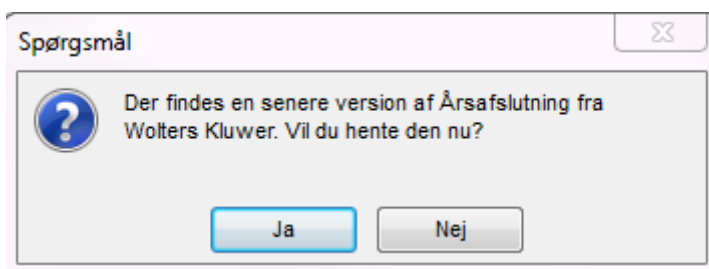 Spørgsmål
Der findes en senere version af Årsafslutning fra
Wolters Kluwer. Vil du hente den nu?
Ja
Nej